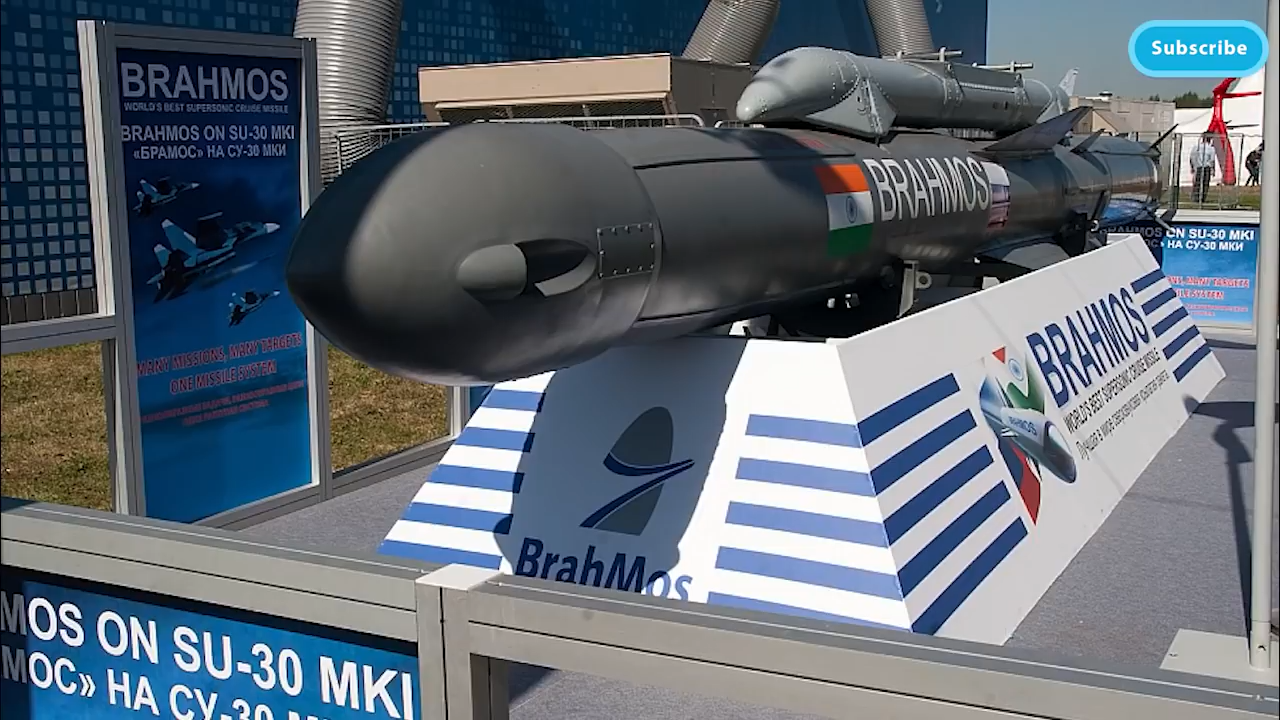 Subscribe
BRAHMOS
WORLD'S BEST SUPERSONIC CRUISE MISSILE
BRAHMOS ON SU-30 MKI
«БРАМОС» НА СУ-30 МКИ
MANY MISSIONS, MANY TARGETS
ONE MISSILE SYSTEM
BRAHMOS
BRAHMOS ON SU-30 MKI
НА СУ-30 МКИ
BRAHMOS
WORLD'S BEST SUPERSONIC CRUISE MISSILE
BRAHMOS
BrahMos
MOS ON SU-30 MKI
МОС» НА СУ-30